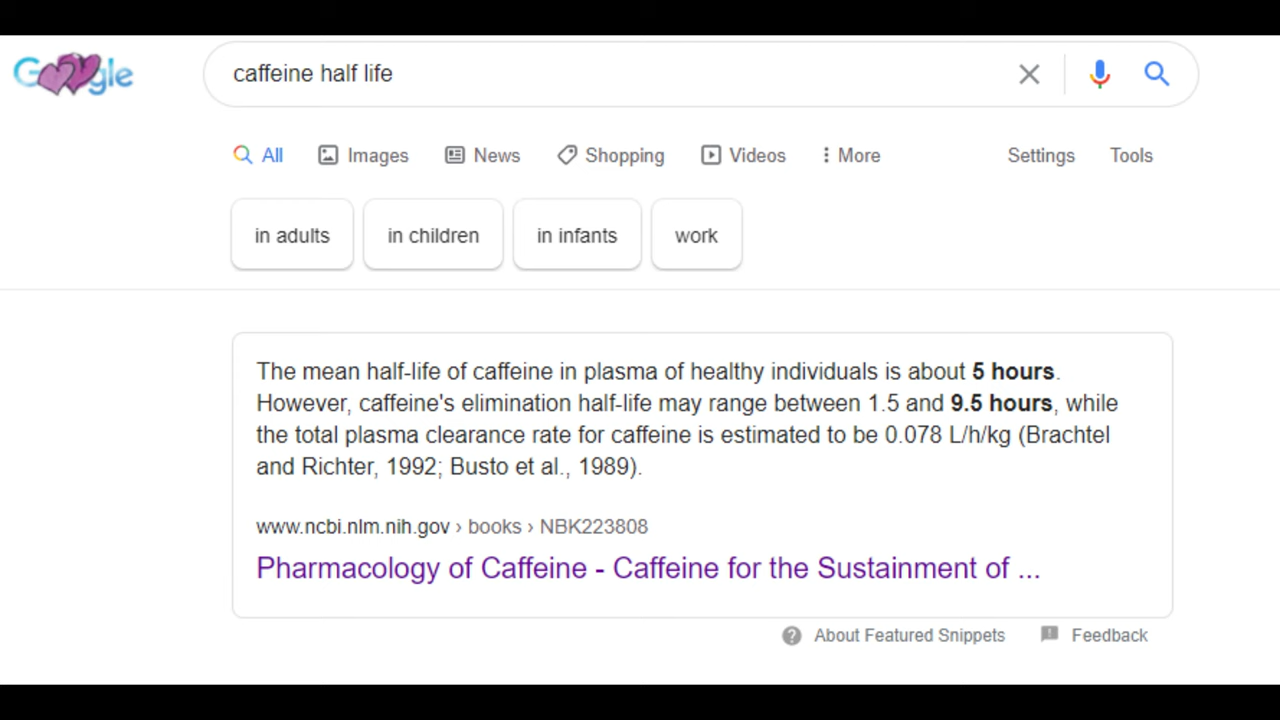 Google
caffeine half life
All Images News Shopping Videos More Settings Tools
in adults in children in infants work
The mean half-life of caffeine in plasma of healthy individuals is about 5 hours.
However, caffeine's elimination half-life may range between 1.5 and 9.5 hours, while
the total plasma clearance rate for caffeine is estimated to be 0.078 L/h/kg (Brachtel
and Richter, 1992; Busto et al., 1989).
www.ncbi.nlm.nih.gov › books › NBK223808
Pharmacology of Caffeine - Caffeine for the Sustainment of ...
About Featured Snippets Feedback